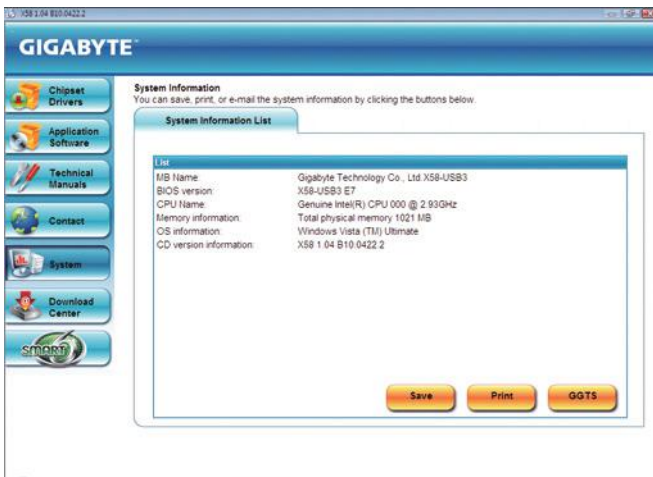 X58 1.04 B10.0422.2
GIGABYTE™
Chipset
Drivers
Application
Software
Technical
Manuals
Contact
System
Download
Center
SMART
System Information
You can save, print, or e-mail the system information by clicking the buttons below.
System Information List
List
MB Name Gigabyte Technology Co., Ltd. X58-USB3
BIOS version: X58-USB3 E7
CPU Name: Genuine Intel(R) CPU 000 @ 2.93GHz
Memory information: Total physical memory 1021 MB
OS information: Windows Vista (TM) Ultimate
CD version information: X58 1.04 B10.0422.2
Save Print GGTS